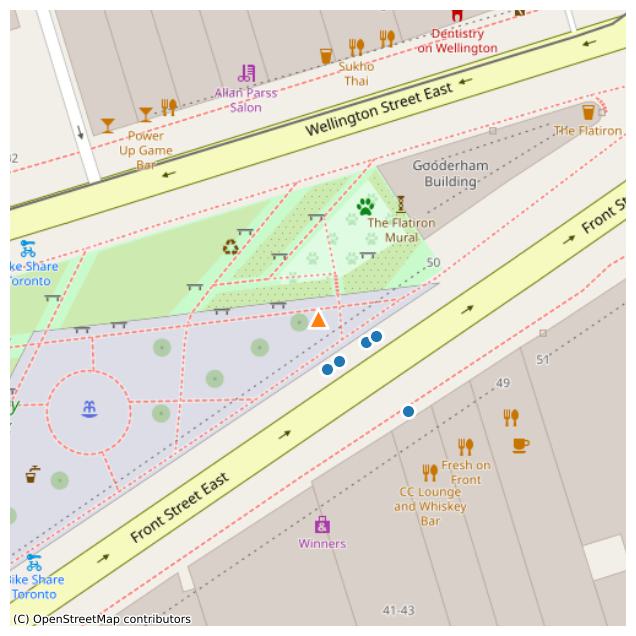 Dentistry
on Wellington
Sukho
Thai
Allan Parss
Salon
Wellington Street East
Power
Up Game
Bar
The Flatiron
02
Gooderham
Building
The Flatiron
Mural
Front St
ike Share
Toronto
50
51
49
y
Fresh on
Front
CC Lounge
and Whiskey
Bar
Front Street East
Winners
Bike Share
Toronto
41-43
(C) OpenStreetMap contributors